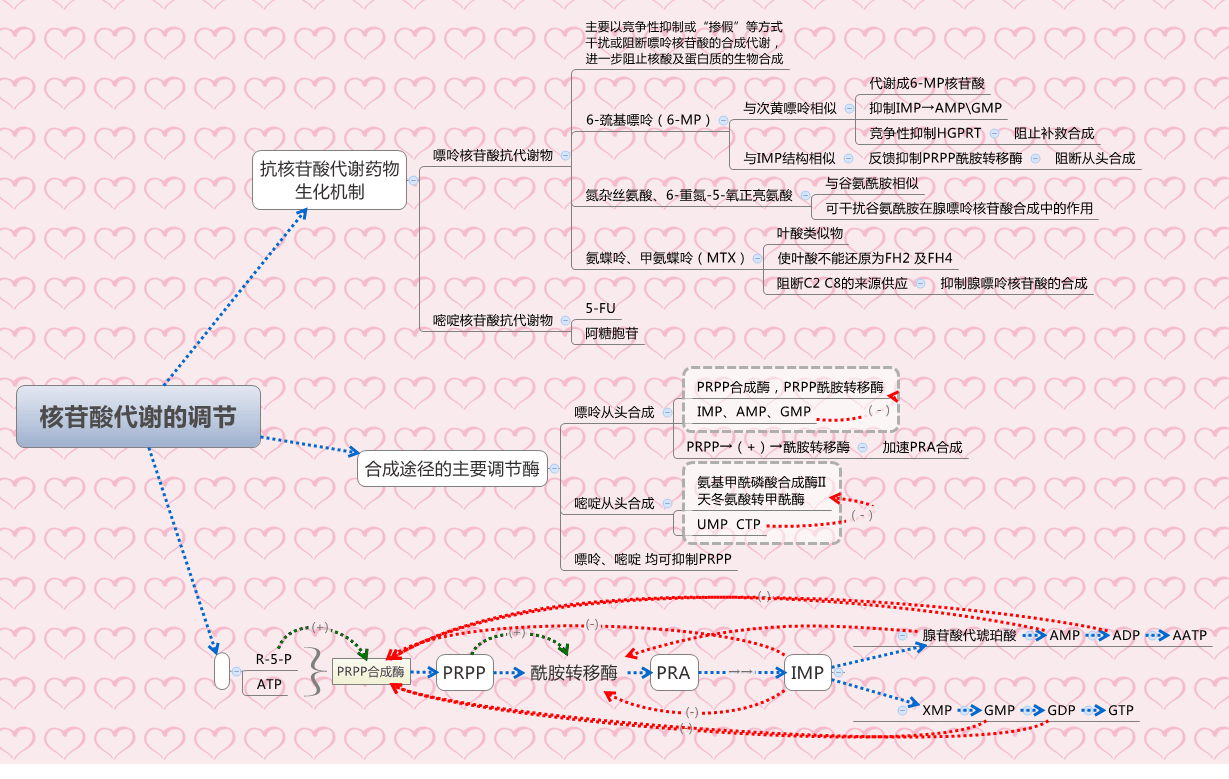 核苷酸代谢的调节
抗核苷酸代谢药物
生化机制
嘌呤核苷酸抗代谢物
主要以竞争性抑制或“掺假”等方式
干扰或阻断嘌呤核苷酸的合成代谢，
进一步阻止核酸及蛋白质的生物合成
6-巯基嘌呤（6-MP）
与次黄嘌呤相似
代谢成6-MP核苷酸
抑制IMP→AMP\GMP
竞争性抑制HGPRT
阻止补救合成
与IMP结构相似
反馈抑制PRPP酰胺转移酶
阻断从头合成
氮杂丝氨酸、6-重氮-5-氧正亮氨酸
与谷氨酰胺相似
可干扰谷氨酰胺在腺嘌呤核苷酸合成中的作用
氨蝶呤、甲氨蝶呤（MTX）
叶酸类似物
使叶酸不能还原为FH2 及FH4
阻断C2 C8的来源供应
抑制腺嘌呤核苷酸的合成
嘧啶核苷酸抗代谢物
5-FU
阿糖胞苷
合成途径的主要调节酶
嘌呤从头合成
PRPP合成酶，PRPP酰胺转移酶
IMP、AMP、GMP
( - )
PRPP→（+）→酰胺转移酶
加速PRA合成
嘧啶从头合成
氨基甲酰磷酸合成酶II
天冬氨酸转甲酰酶
UMP CTP
( - )
嘌呤、嘧啶 均可抑制PRPP
R-5-P
ATP
(+)
PRPP合成酶
PRPP
(+)
酰胺转移酶
PRA
→→
IMP
(-)
(-)
(-)
(-)
腺苷酸代琥珀酸
AMP
ADP
AATP
XMP
GMP
GDP
GTP